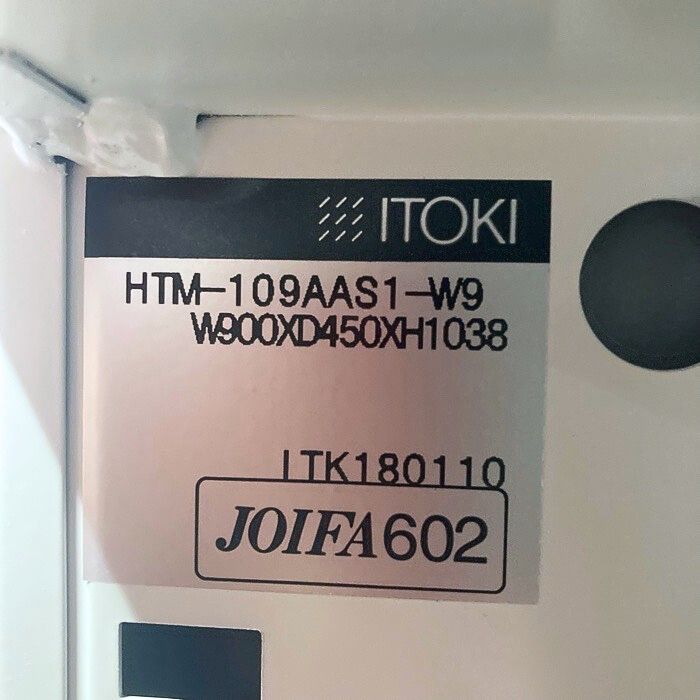 ITOKI
HTM-109AAS1-W9
W900XD450XH1038
ITK180110
JOIFA602